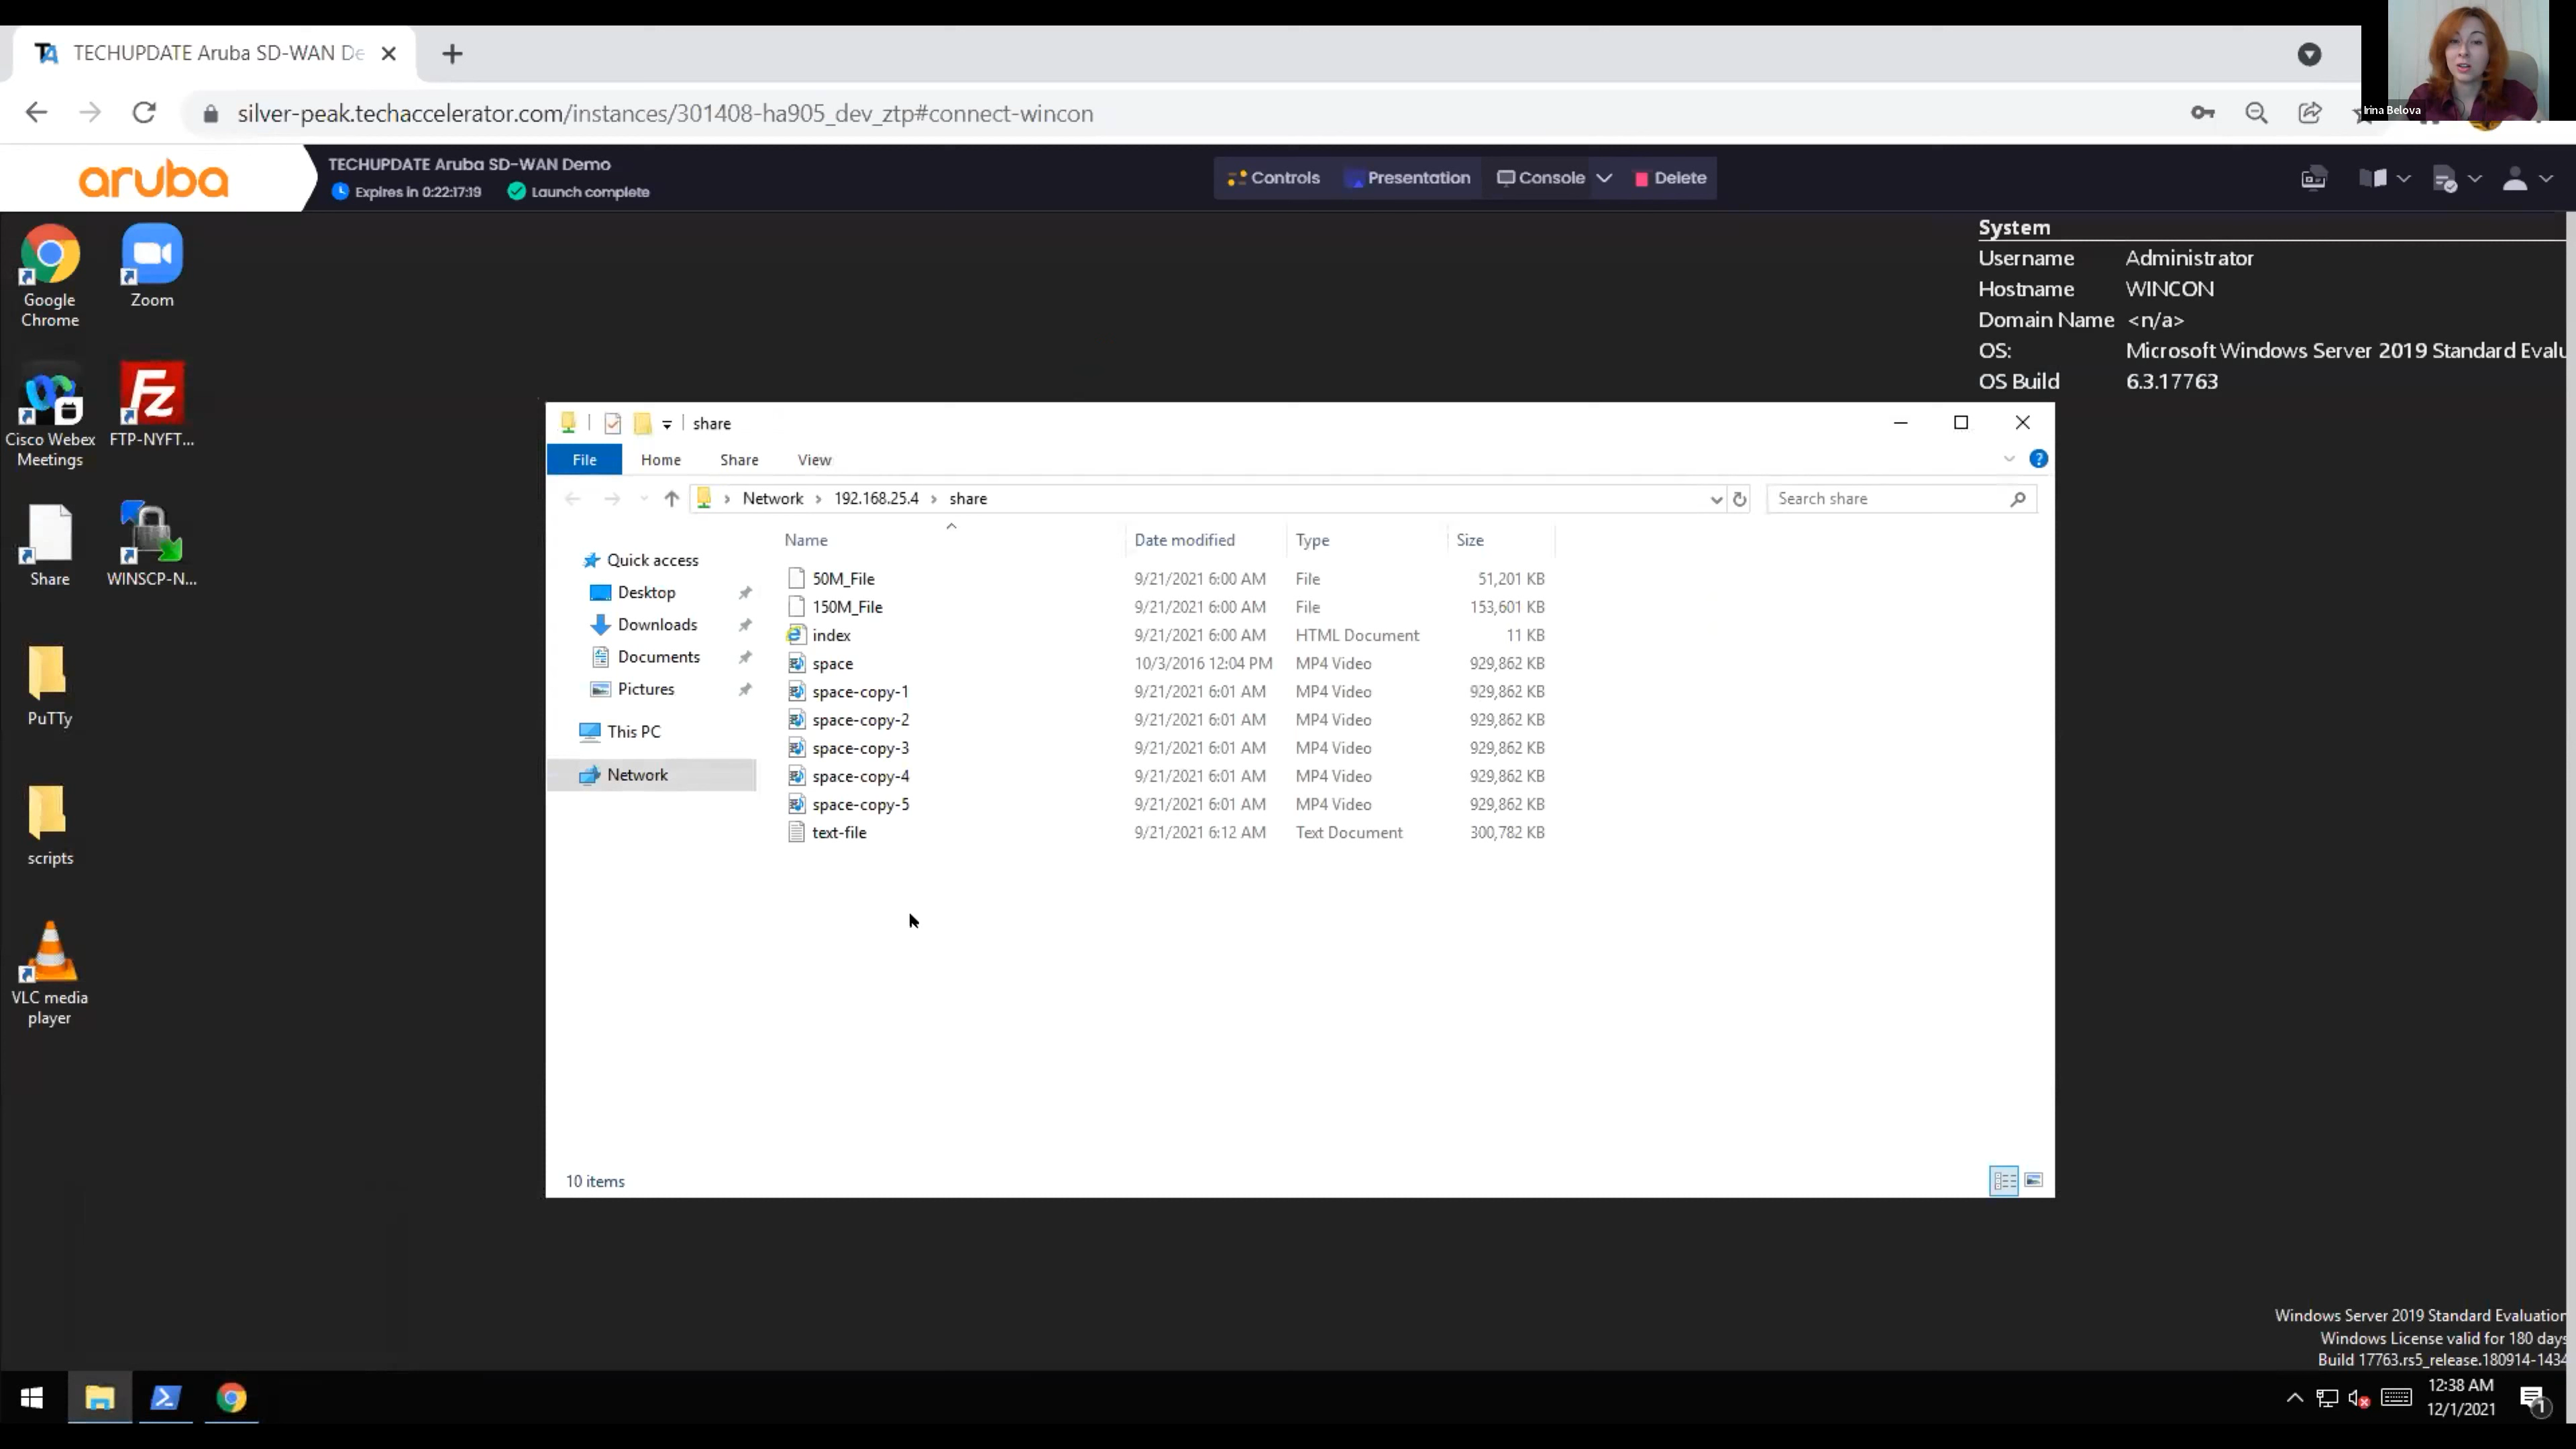 TECHUPDATE Aruba SD-WAN De
silver-peak.techaccelerator.com/instances/301408-ha905_dev_ztp#connect-wincon
Irina Belova
aruba
TECHUPDATE Aruba SD-WAN Demo
Expires in 0:22:17:19 Launch complete
Controls Presentation Console Delete
System
Username Administrator
Hostname WINCON
Domain Name <n/a>
OS: Microsoft Windows Server 2019 Standard Evalu
OS Build 6.3.17763
Google Chrome
Zoom
Cisco Webex Meetings
FTP-NYFT...
Share
WINSCP-N...
PuTTy
scripts
VLC media player
share
File Home Share View
Network 192.168.25.4 share
Search share
Quick access
Desktop
Downloads
Documents
Pictures
This PC
Network
Name Date modified Type Size
50M_File 9/21/2021 6:00 AM File 51,201 KB
150M_File 9/21/2021 6:00 AM File 153,601 KB
index 9/21/2021 6:00 AM HTML Document 11 KB
space 10/3/2016 12:04 PM MP4 Video 929,862 KB
space-copy-1 9/21/2021 6:01 AM MP4 Video 929,862 KB
space-copy-2 9/21/2021 6:01 AM MP4 Video 929,862 KB
space-copy-3 9/21/2021 6:01 AM MP4 Video 929,862 KB
space-copy-4 9/21/2021 6:01 AM MP4 Video 929,862 KB
space-copy-5 9/21/2021 6:01 AM MP4 Video 929,862 KB
text-file 9/21/2021 6:12 AM Text Document 300,782 KB
10 items
Windows Server 2019 Standard Evaluation
Windows License valid for 180 days
Build 17763.rs5_release.180914-1434
12:38 AM
12/1/2021
1